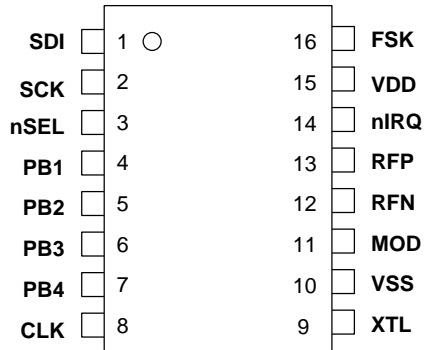 SDI 1 16 FSK
SCK 2 15 VDD
nSEL 3 14 nIRQ
PB1 4 13 RFP
PB2 5 12 RFN
PB3 6 11 MOD
PB4 7 10 VSS
CLK 8 9 XTL